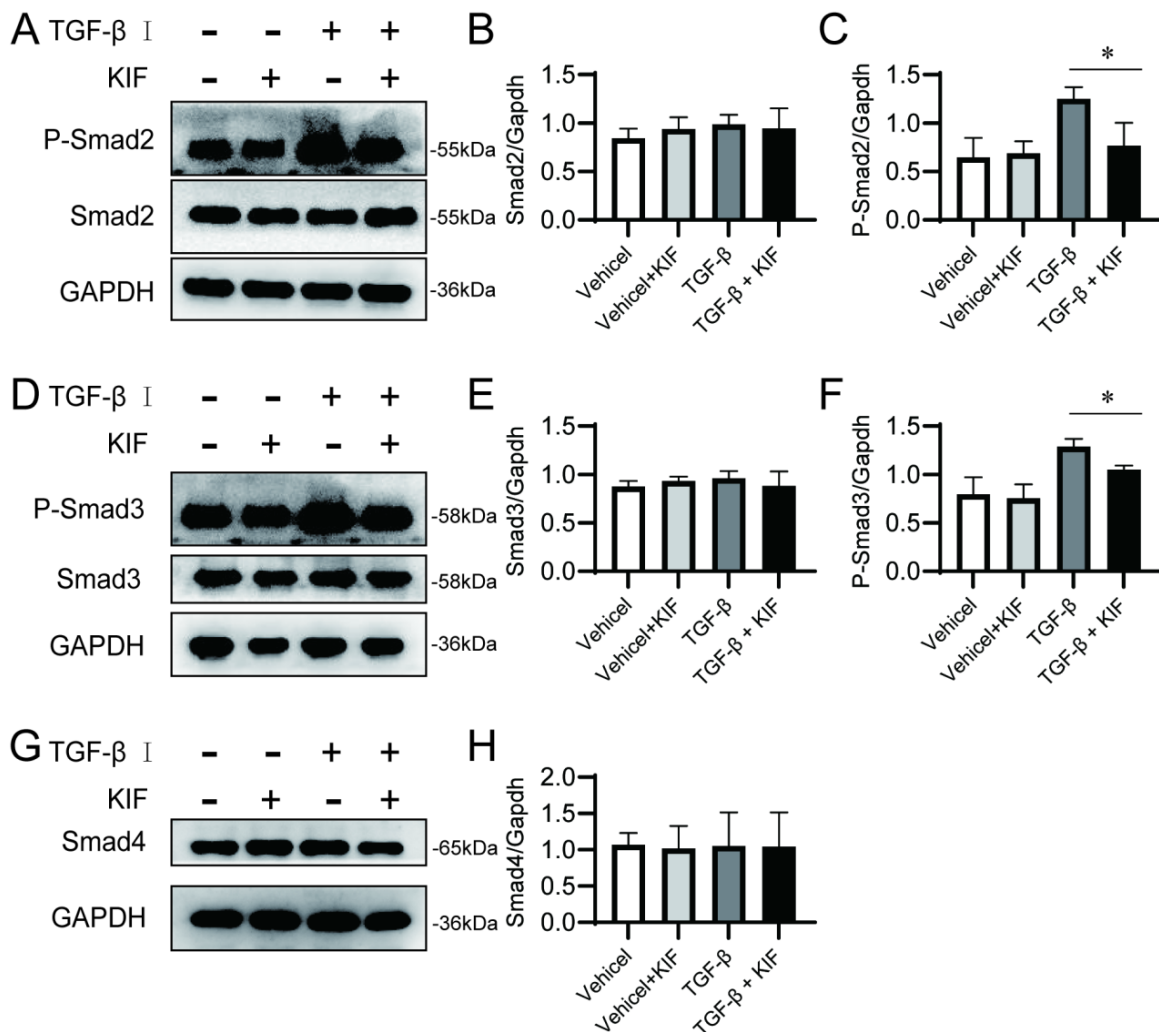 A
TGF-β Ⅰ - - + +
KIF - + - +
P-Smad2
-55kDa
Smad2
-55kDa
GAPDH
-36kDa
B
Smad2/Gapdh
1.5
1.0
0.5
0.0
Vehicel
Vehicel+KIF
TGF-β
TGF-β + KIF
C
P-Smad2/Gapdh
1.5
1.0
0.5
0.0
*
Vehicel
Vehicel+KIF
TGF-β
TGF-β + KIF
D
TGF-β Ⅰ - - + +
KIF - + - +
P-Smad3
-58kDa
Smad3
-58kDa
GAPDH
-36kDa
E
Smad3/Gapdh
1.5
1.0
0.5
0.0
Vehicel
Vehicel+KIF
TGF-β
TGF-β + KIF
F
P-Smad3/Gapdh
1.5
1.0
0.5
0.0
*
Vehicel
Vehicel+KIF
TGF-β
TGF-β + KIF
G
TGF-β Ⅰ - - + +
KIF - + - +
Smad4
-65kDa
GAPDH
-36kDa
H
Smad4/Gapdh
2.0
1.5
1.0
0.5
0.0
Vehicel
Vehicel+KIF
TGF-β
TGF-β + KIF